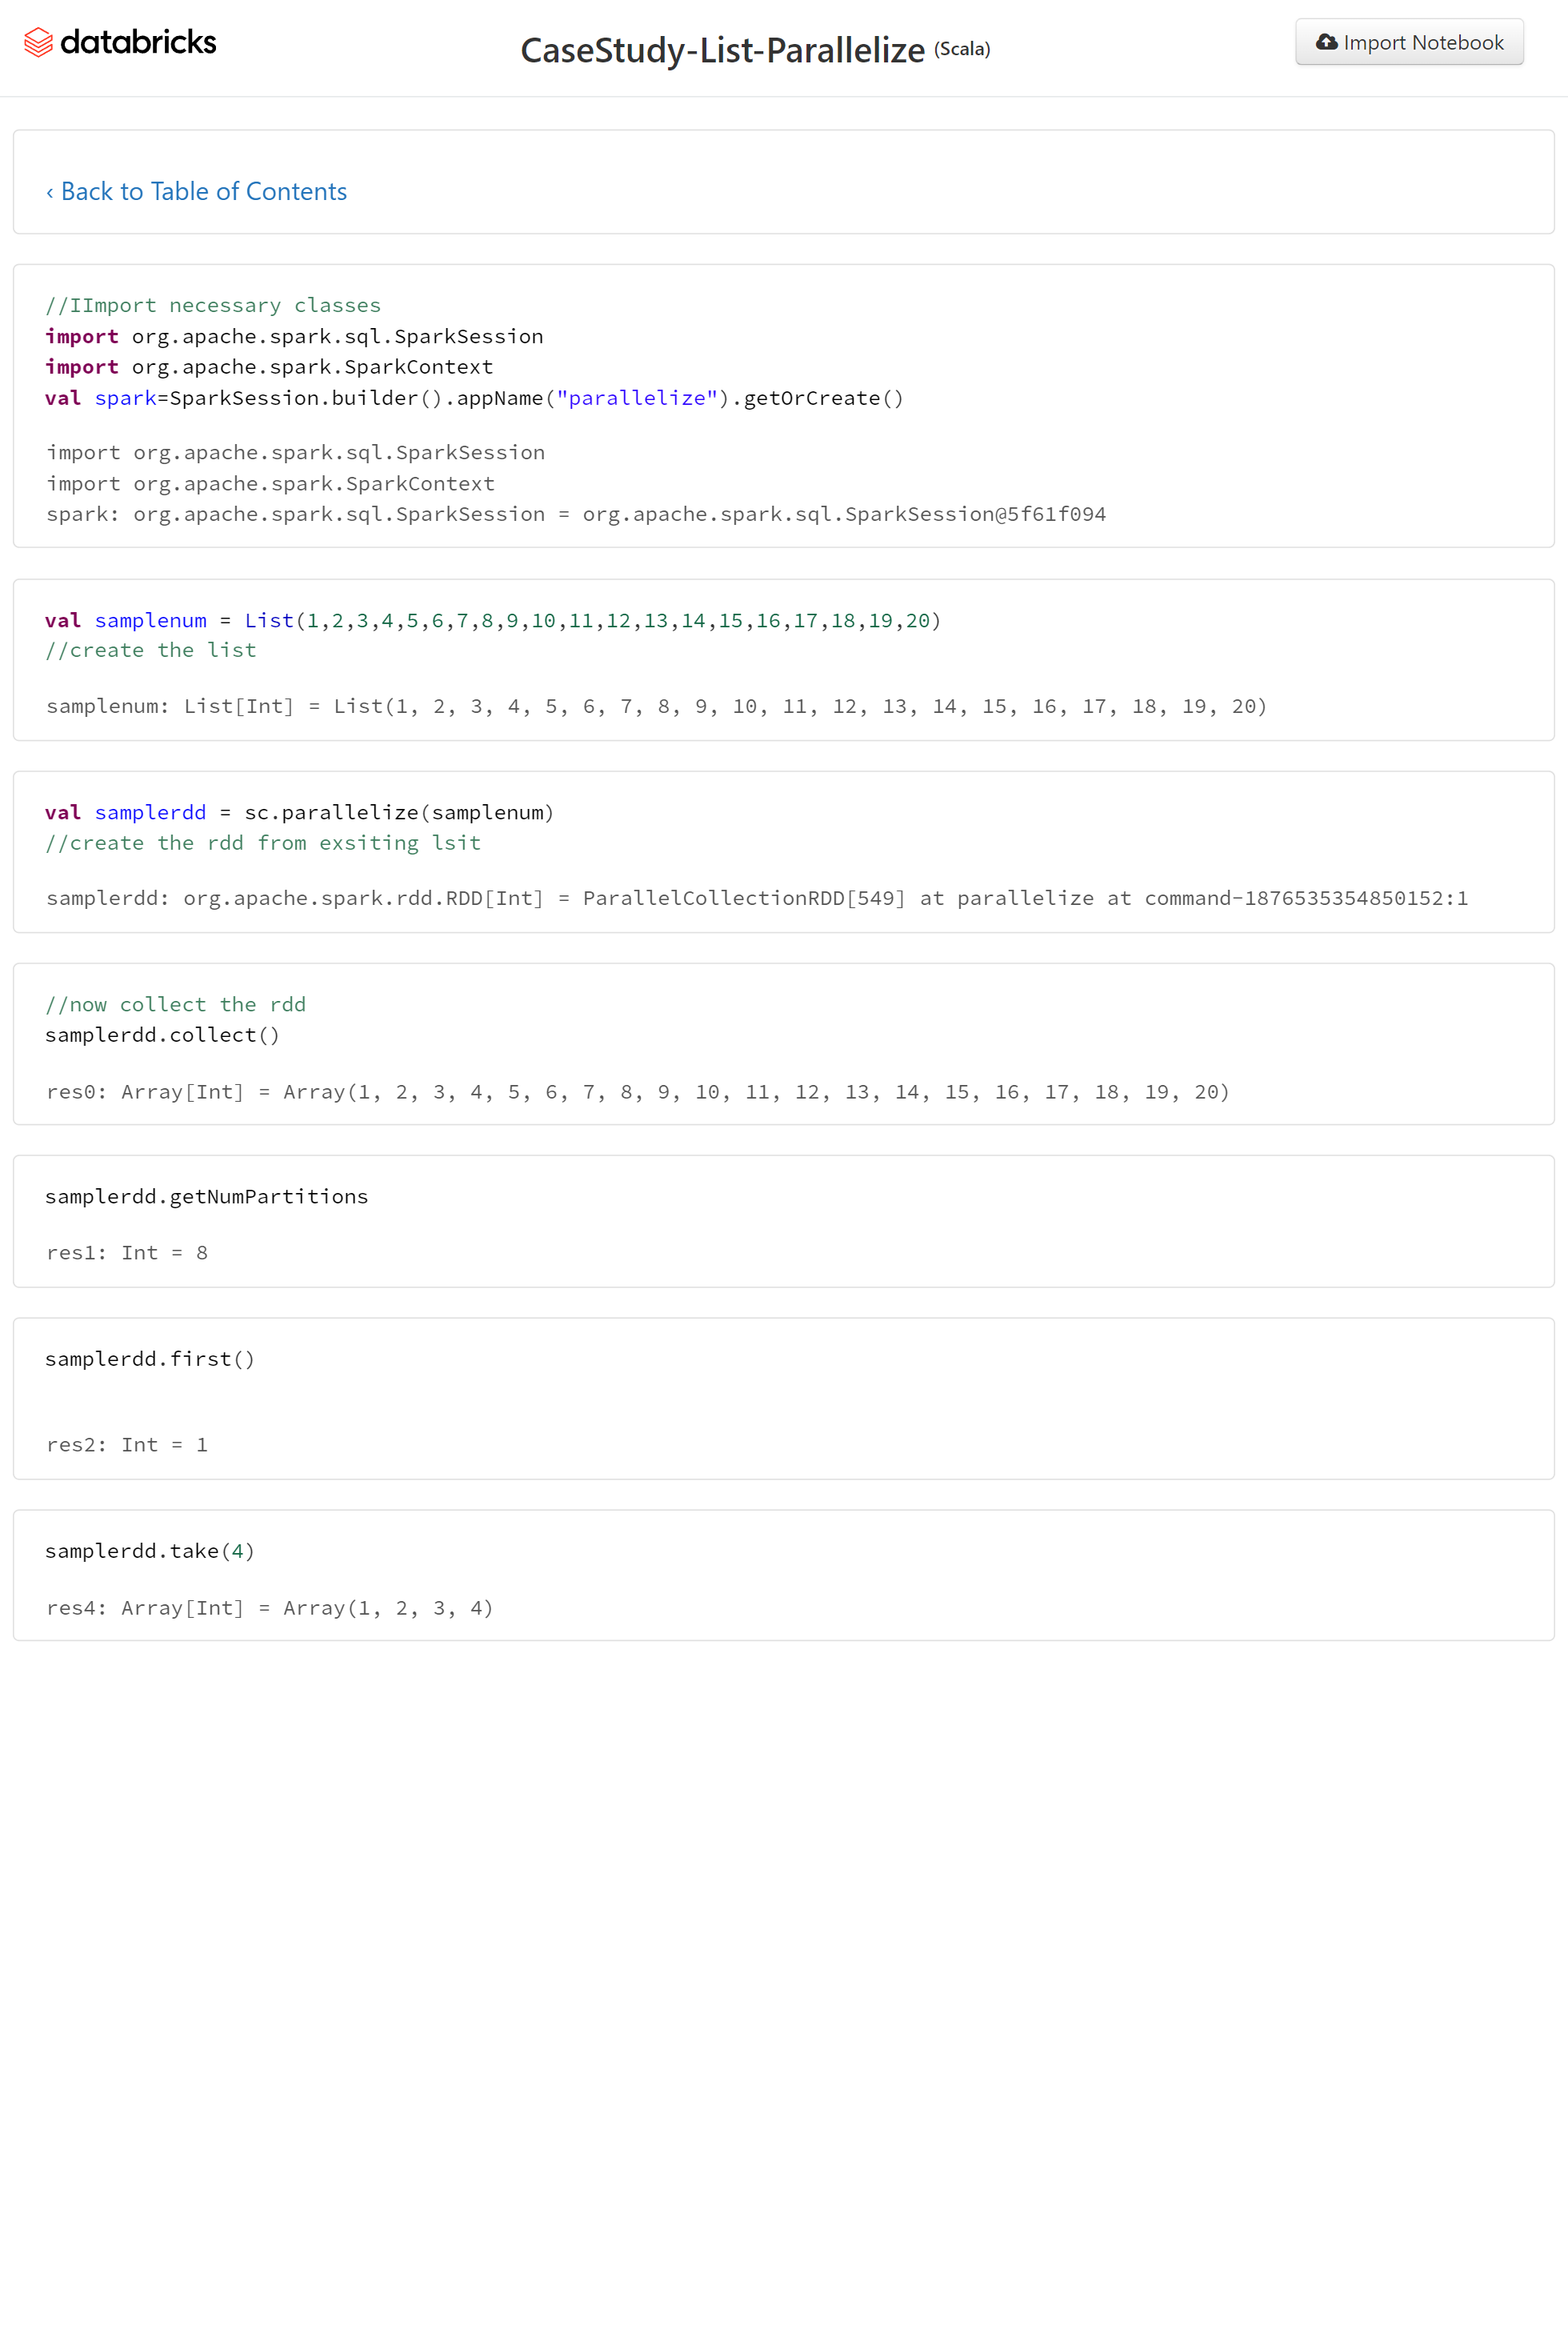 databricks
CaseStudy-List-Parallelize (Scala)
Import Notebook
‹ Back to Table of Contents
//IImport necessary classes
import org.apache.spark.sql.SparkSession
import org.apache.spark.SparkContext
val spark=SparkSession.builder().appName("parallelize").getOrCreate()
import org.apache.spark.sql.SparkSession
import org.apache.spark.SparkContext
spark: org.apache.spark.sql.SparkSession = org.apache.spark.sql.SparkSession@5f61f094
val samplenum = List(1,2,3,4,5,6,7,8,9,10,11,12,13,14,15,16,17,18,19,20)
//create the list
samplenum: List[Int] = List(1, 2, 3, 4, 5, 6, 7, 8, 9, 10, 11, 12, 13, 14, 15, 16, 17, 18, 19, 20)
val samplerdd = sc.parallelize(samplenum)
//create the rdd from exsiting lsit
samplerdd: org.apache.spark.rdd.RDD[Int] = ParallelCollectionRDD[549] at parallelize at command-1876535354850152:1
//now collect the rdd
samplerdd.collect()
res0: Array[Int] = Array(1, 2, 3, 4, 5, 6, 7, 8, 9, 10, 11, 12, 13, 14, 15, 16, 17, 18, 19, 20)
samplerdd.getNumPartitions
res1: Int = 8
samplerdd.first()
res2: Int = 1
samplerdd.take(4)
res4: Array[Int] = Array(1, 2, 3, 4)